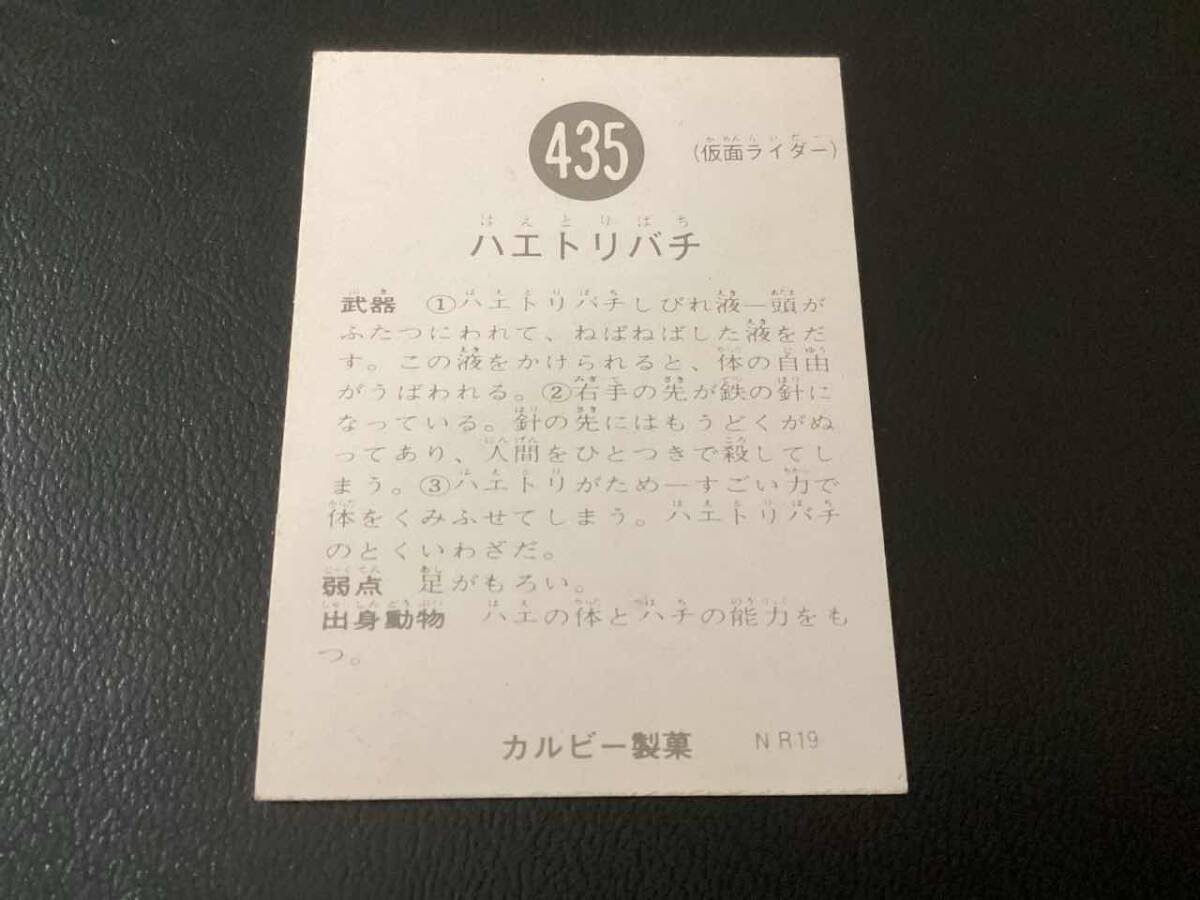 435
(仮面ライダー)
ハエトリバチ
武器 ①ハエトリバチしびれ液―頭が
ふたつにわれて、ねばねばした液をだ
す。この液をかけられると、体の自由
がうばわれる。②右手の先が鉄の針に
なっている。針の先にはもうどくがぬ
ってあり、人間をひとつきで殺してし
まう。③ハエトリがため―すごい力で
体をくみふせてしまう。ハエトリバチ
のとくいわざだ。
弱点 足がもろい。
出身動物 ハエの体とハチの能力をも
つ。
カルビー製菓 NR19